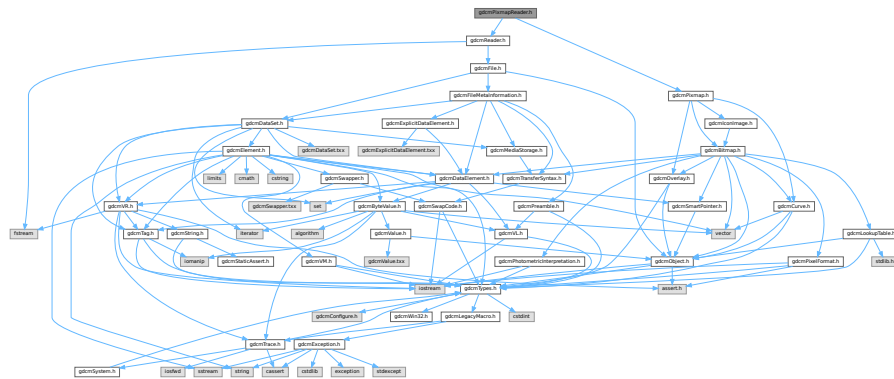 gdcmPixmapReader.h
gdcmReader.h
gdcmFile.h
gdcmFileMetaInformation.h
gdcmPixmap.h
gdcmDataSet.h
gdcmExplicitDataElement.h
gdcmIconImage.h
gdcmElement.h
gdcmDataSet.txx
gdcmExplicitDataElement.txx
gdcmMediaStorage.h
gdcmBitmap.h
limits
cmath
cstring
gdcmSwapper.h
gdcmDataElement.h
gdcmTransferSyntax.h
gdcmOverlay.h
gdcmVR.h
gdcmSwapper.txx
set
gdcmByteValue.h
gdcmSwapCode.h
gdcmPreamble.h
gdcmSmartPointer.h
gdcmCurve.h
fstream
gdcmTag.h
gdcmString.h
iterator
algorithm
gdcmValue.h
gdcmVL.h
vector
gdcmLookupTable.h
iomanip
gdcmStaticAssert.h
gdcmVM.h
gdcmValue.txx
iostream
gdcmPhotometricInterpretation.h
gdcmObject.h
gdcmPixelFormat.h
stdlib.h
gdcmTypes.h
assert.h
gdcmConfigure.h
gdcmWin32.h
gdcmLegacyMacro.h
cstdint
gdcmTrace.h
gdcmException.h
gdcmSystem.h
iosfwd
sstream
string
cassert
cstdlib
exception
stdexcept